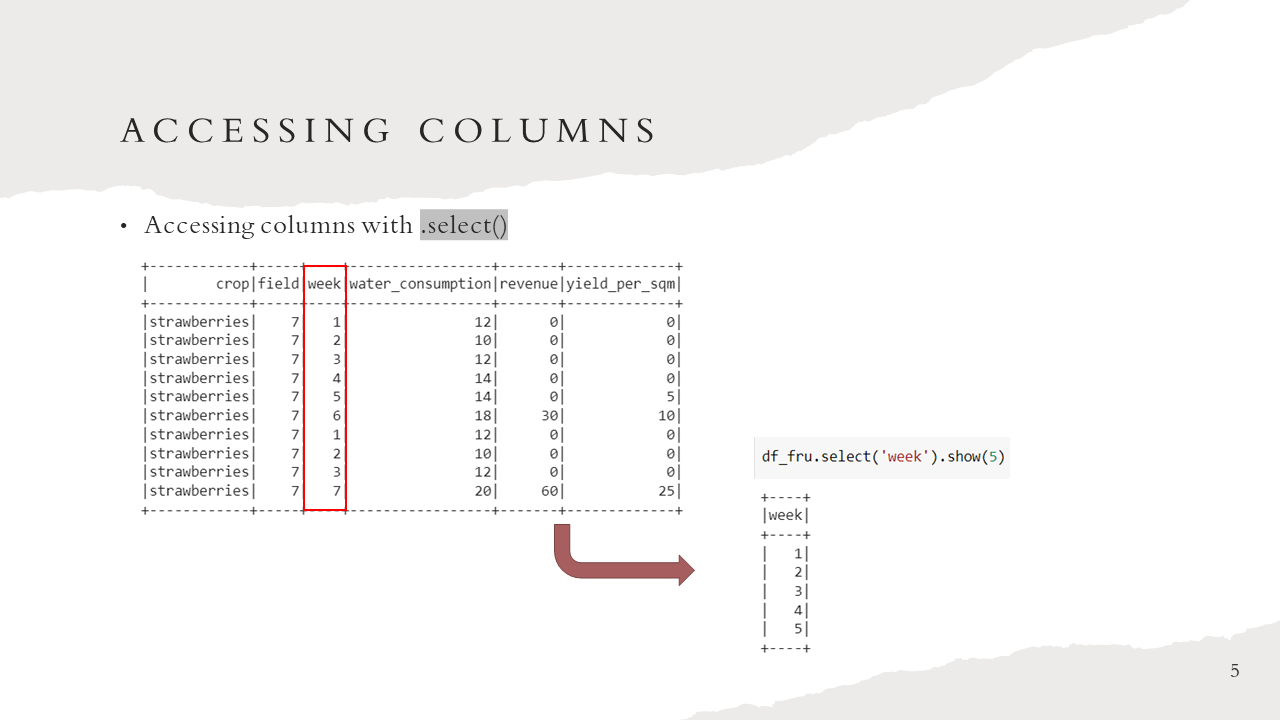 ACCESSING COLUMNS
• Accessing columns with .select()
+------------+-----+----+-----------------+-------+-------------+
|        crop|field|week|water_consumption|revenue|yield_per_sqm|
+------------+-----+----+-----------------+-------+-------------+
|strawberries|    7|   1|               12|      0|            0|
|strawberries|    7|   2|               10|      0|            0|
|strawberries|    7|   3|               12|      0|            0|
|strawberries|    7|   4|               14|      0|            0|
|strawberries|    7|   5|               14|      0|            5|
|strawberries|    7|   6|               18|     30|           10|
|strawberries|    7|   1|               12|      0|            0|
|strawberries|    7|   2|               10|      0|            0|
|strawberries|    7|   3|               12|      0|            0|
|strawberries|    7|   7|               20|     60|           25|
+------------+-----+----+-----------------+-------+-------------+
df_fru.select('week').show(5)
+----+
|week|
+----+
|   1|
|   2|
|   3|
|   4|
|   5|
+----+
5